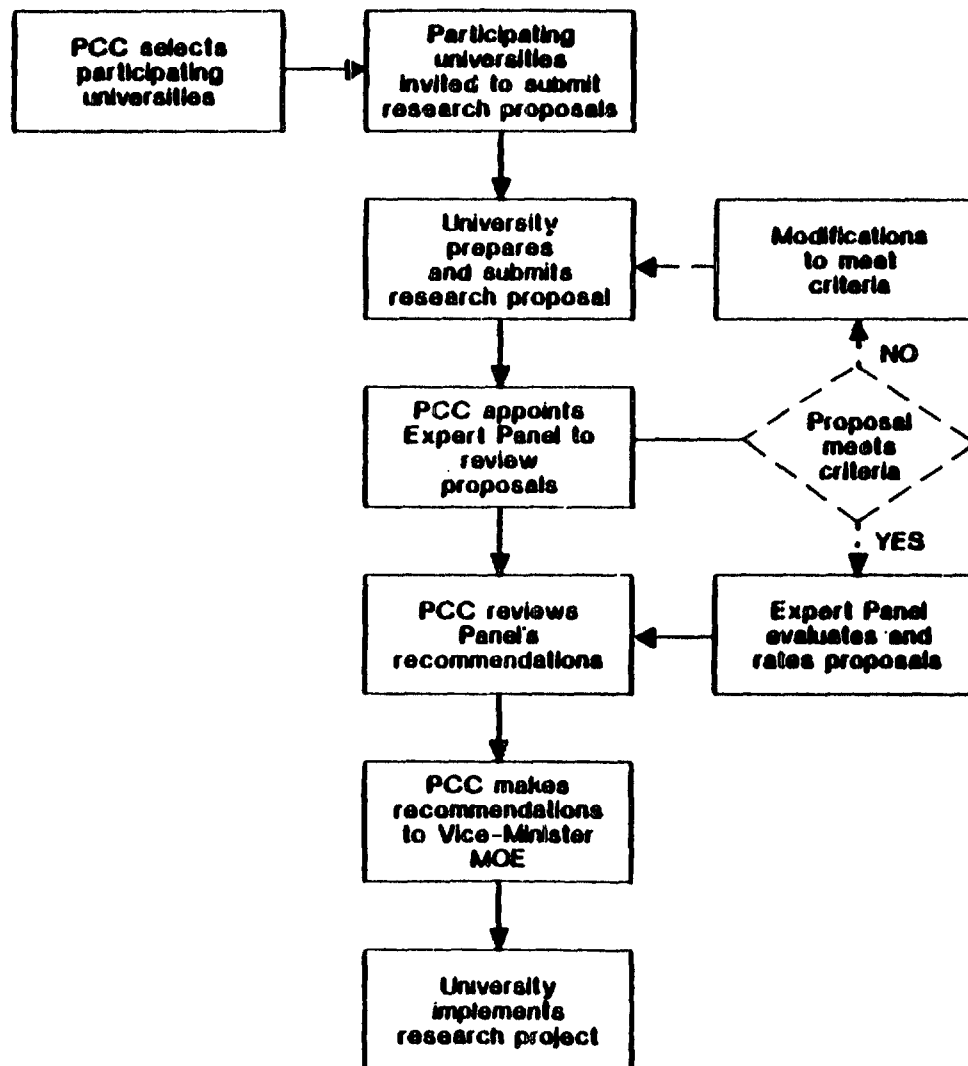 PCC selects
participating
universities
Participating
universities
invited to submit
research proposals
University
prepares
and submits
research proposal
Modifications
to meet
criteria
NO
PCC appoints
Expert Panel to
review
proposals
Proposal
meets
criteria
YES
PCC reviews
Panel's
recommendations
Expert Panel
evaluates and
rates proposals
PCC makes
recommendations
to Vice-Minister
MOE
University
implements
research project